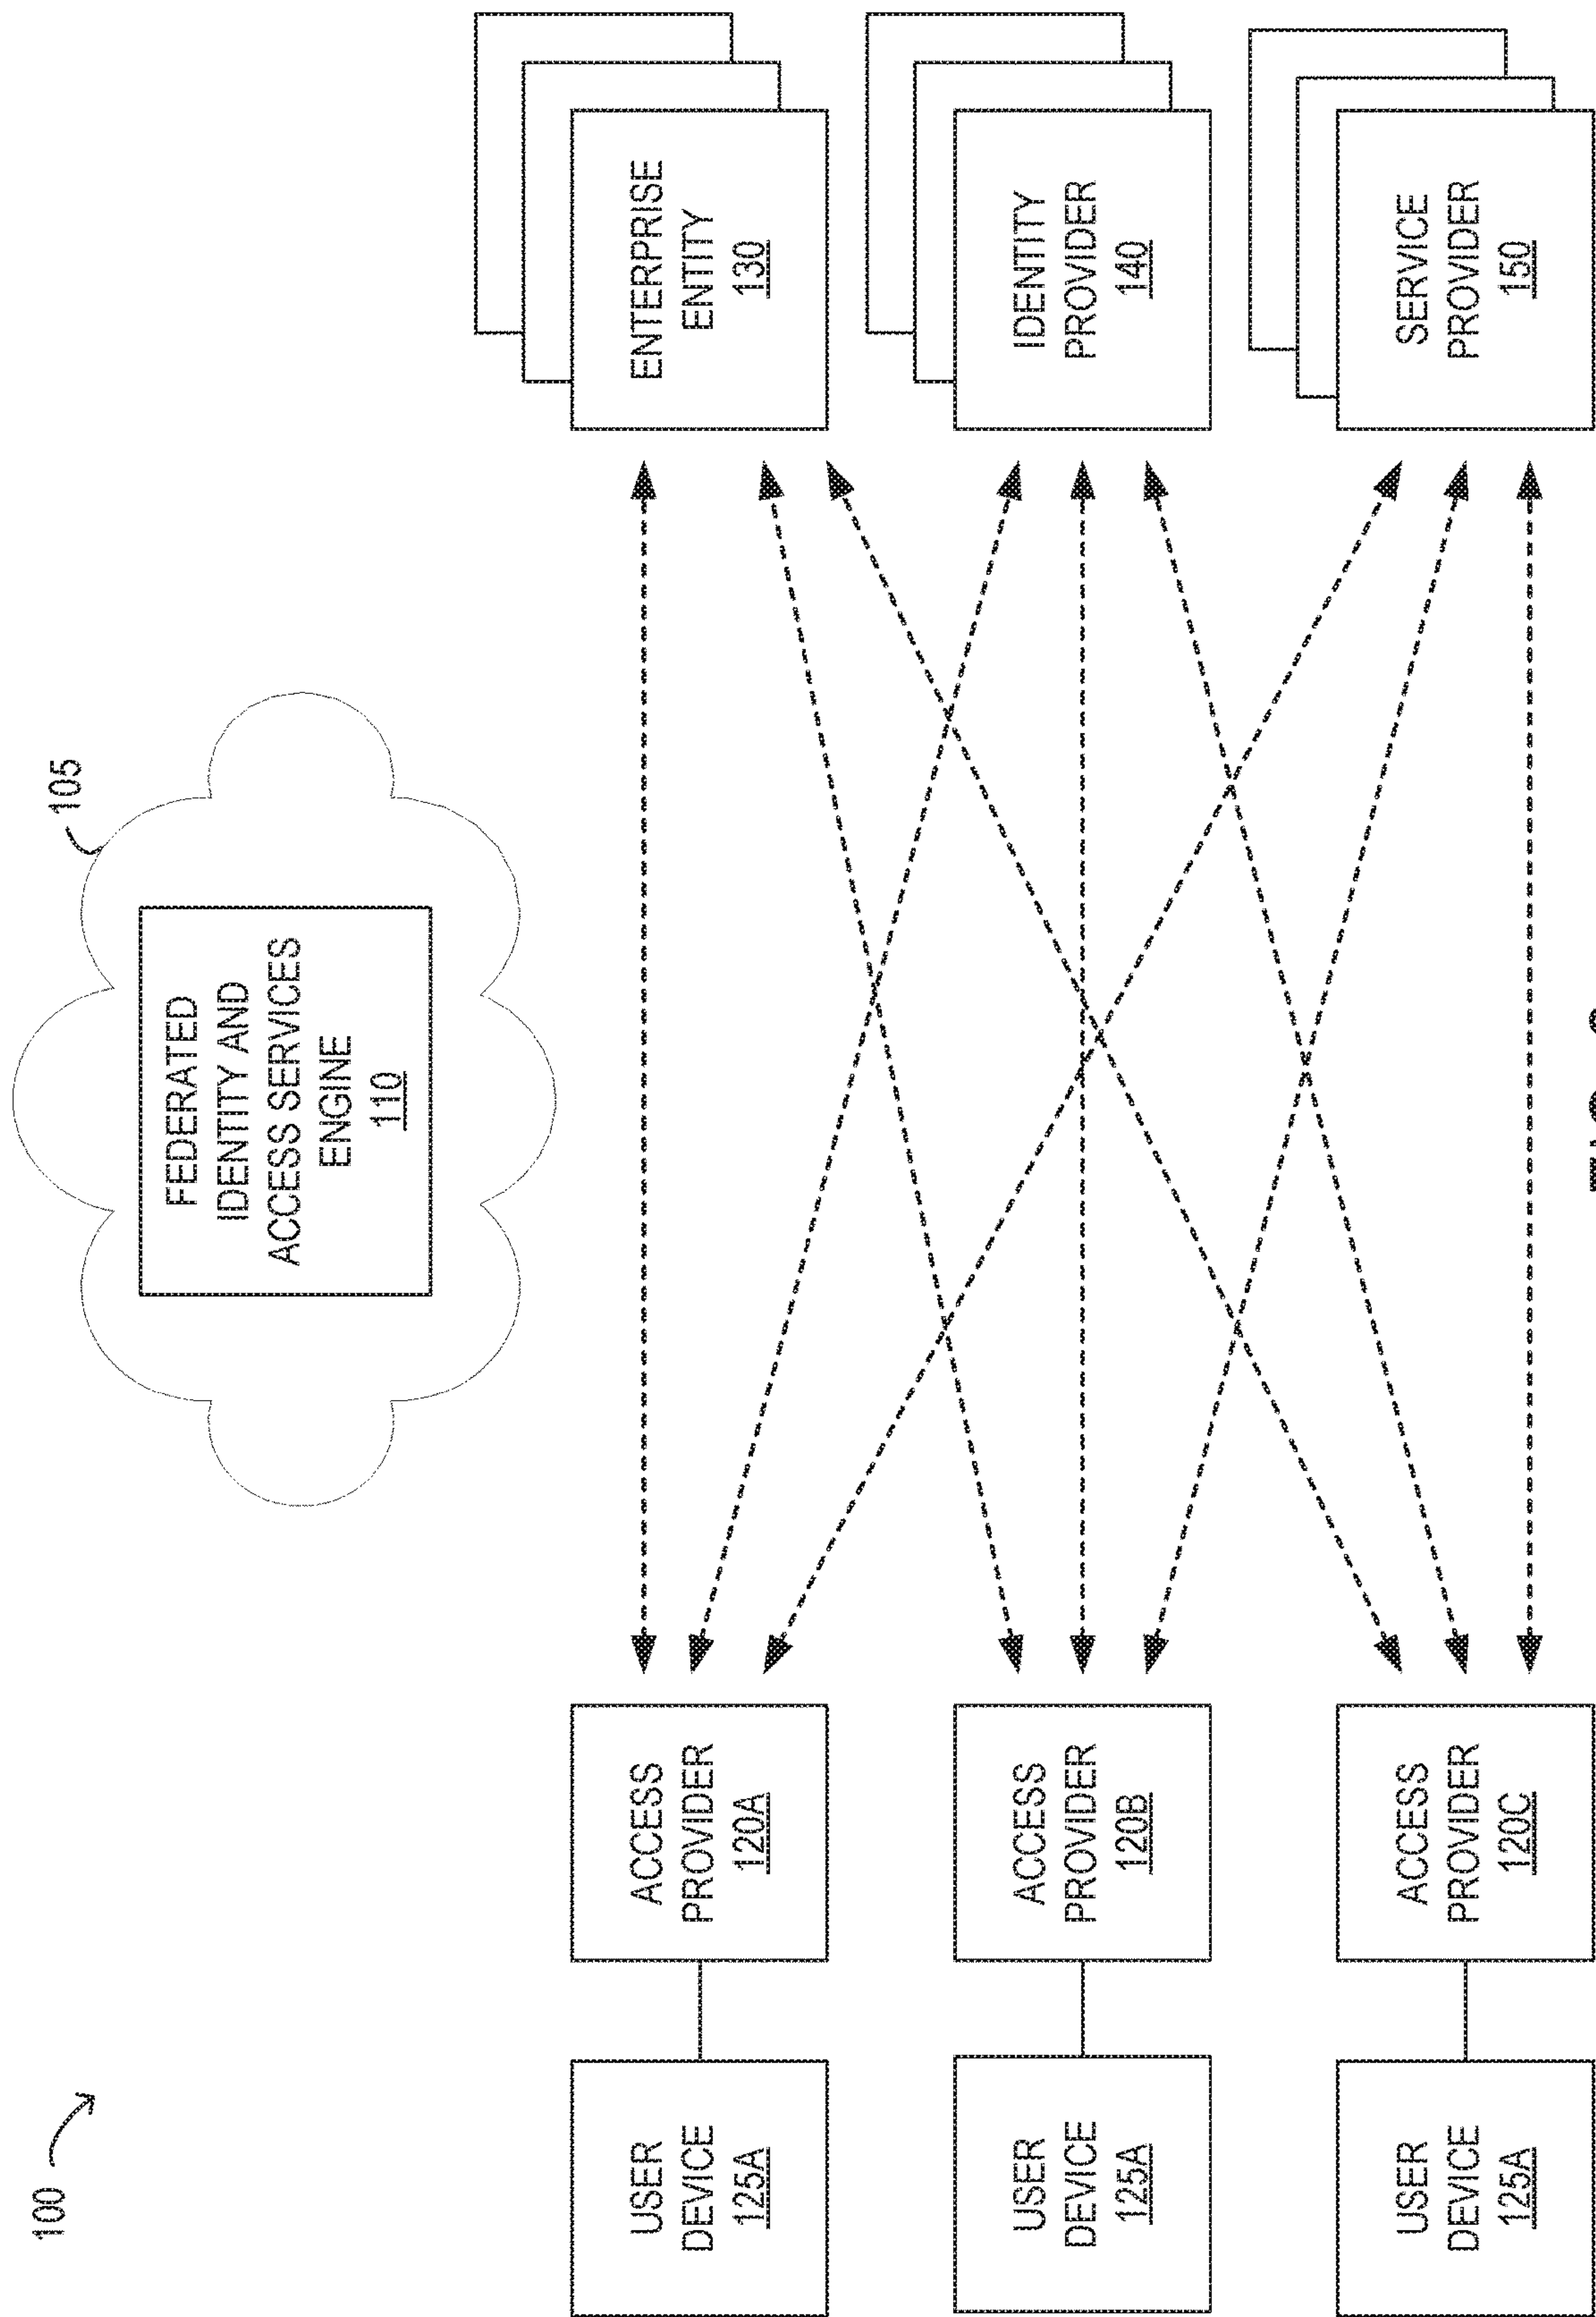 100
105
FEDERATED
IDENTITY AND
ACCESS SERVICES
ENGINE
110
USER
DEVICE
125A
ACCESS
PROVIDER
120A
ENTERPRISE
ENTITY
130
USER
DEVICE
125A
ACCESS
PROVIDER
120B
IDENTITY
PROVIDER
140
USER
DEVICE
125A
ACCESS
PROVIDER
120C
SERVICE
PROVIDER
150